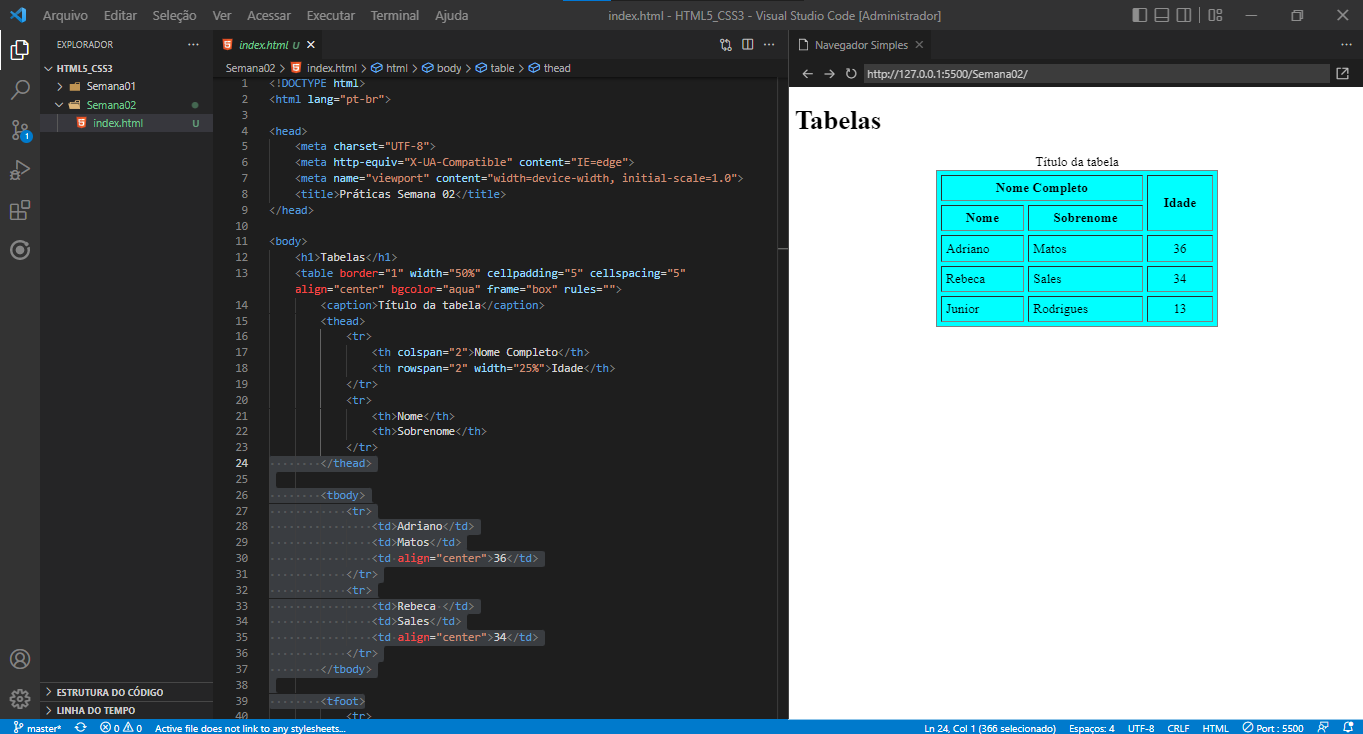 Arquivo Editar Seleção Ver Acessar Executar Terminal Ajuda
index.html - HTML5_CSS3 - Visual Studio Code [Administrador]
EXPLORADOR
HTML5_CSS3
Semana01
Semana02
index.html U
1
ESTRUTURA DO CÓDIGO
LINHA DO TEMPO
index.html U
Semana02 > index.html > html > body > table > thead
1 <!DOCTYPE html>
2 <html lang="pt-br">
3
4 <head>
5     <meta charset="UTF-8">
6     <meta http-equiv="X-UA-Compatible" content="IE=edge">
7     <meta name="viewport" content="width=device-width, initial-scale=1.0">
8     <title>Práticas Semana 02</title>
9 </head>
10
11 <body>
12     <h1>Tabelas</h1>
13     <table border="1" width="50%" cellpadding="5" cellspacing="5"
    align="center" bgcolor="aqua" frame="box" rules="">
14         <caption>Título da tabela</caption>
15         <thead>
16             <tr>
17                 <th colspan="2">Nome Completo</th>
18                 <th rowspan="2" width="25%">Idade</th>
19             </tr>
20             <tr>
21                 <th>Nome</th>
22                 <th>Sobrenome</th>
23             </tr>
24         </thead>
25
26         <tbody>
27             <tr>
28                 <td>Adriano</td>
29                 <td>Matos</td>
30                 <td align="center">36</td>
31             </tr>
32             <tr>
33                 <td>Rebeca </td>
34                 <td>Sales</td>
35                 <td align="center">34</td>
36             </tr>
37         </tbody>
38
39         <tfoot>
40             <tr>
Navegador Simples
http://127.0.0.1:5500/Semana02/
Tabelas
Título da tabela
Nome Completo Idade
Nome Sobrenome
Adriano Matos 36
Rebeca Sales 34
Junior Rodrigues 13
master* 0 0 Active file does not link to any stylesheets... Ln 24, Col 1 (366 selecionado) Espaços: 4 UTF-8 CRLF HTML Port : 5500